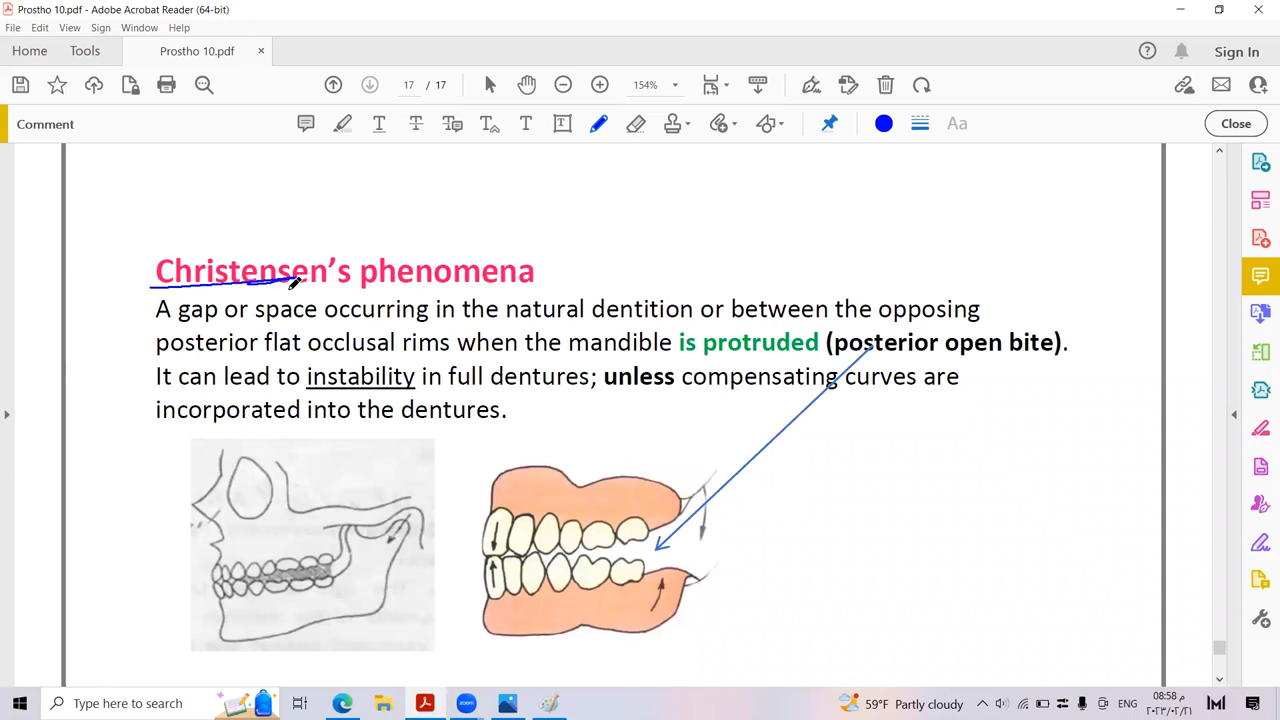 Prostho 10.pdf - Adobe Acrobat Reader (64-bit)
File Edit View Sign Window Help
Home Tools Prostho 10.pdf × Sign In
17 / 17 154%
Comment Aa Close
Christensen’s phenomena
A gap or space occurring in the natural dentition or between the opposing
posterior flat occlusal rims when the mandible is protruded (posterior open bite).
It can lead to instability in full dentures; unless compensating curves are
incorporated into the dentures.
Type here to search zoom 59°F Partly cloudy ENG 08:58 م